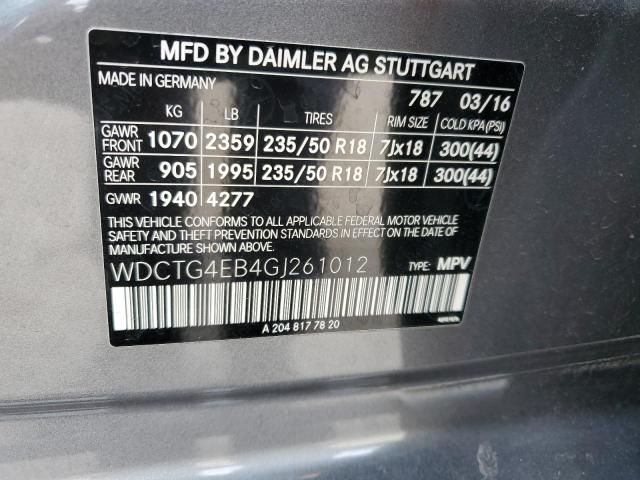 MFD BY DAIMLER AG STUTTGART
MADE IN GERMANY
787 03/16
KG LB TIRES RIM SIZE COLD KPA(PSI)
GAWR FRONT 1070 2359 235/50 R18 7Jx18 300(44)
GAWR REAR 905 1995 235/50 R18 7Jx18 300(44)
GVWR 1940 4277
THIS VEHICLE CONFORMS TO ALL APPLICABLE FEDERAL MOTOR VEHICLE
SAFETY AND THEFT PREVENTION STANDARDS IN EFFECT ON THE DATE
OF MANUFACTURE SHOWN ABOVE.
WDCTG4EB4GJ261012 TYPE: MPV
A 204 817 78 20